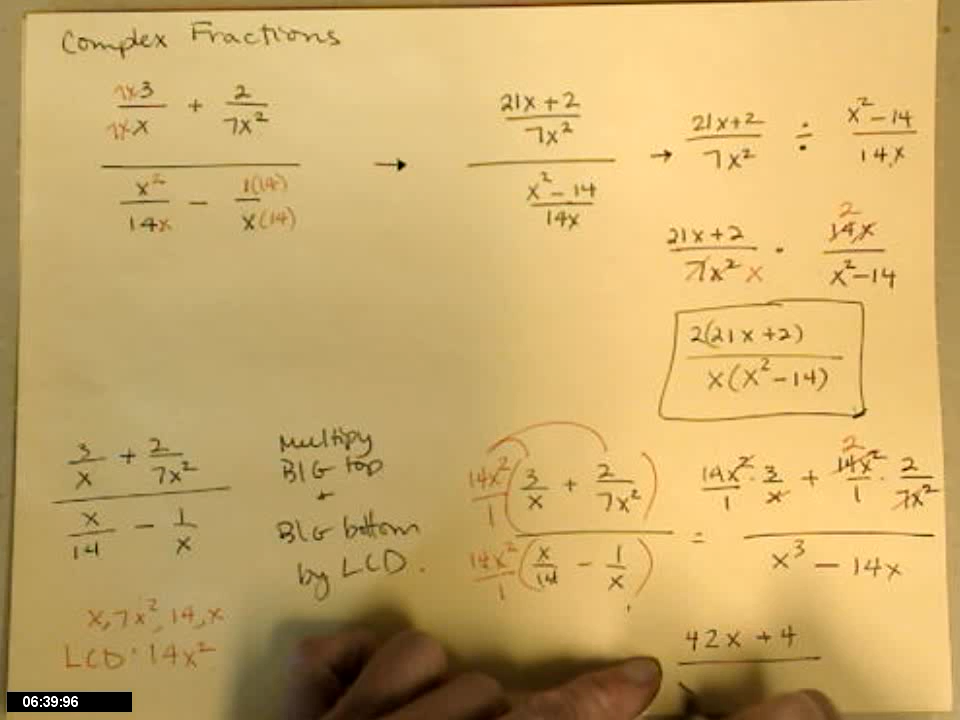 Complex Fractions
7x3/7xx + 2/7x²
x²/14x − 1(14)/x(14)
→
21x + 2/7x²
x² − 14/14x
→ 21x+2/7x² ÷ x² − 14/14x
21x + 2/7x² x · 2 14x/x² − 14
2(21x + 2)/x(x² − 14)
3/x + 2/7x²
x/14 − 1/x
x, 7x², 14, x
LCD: 14x²
Multipy
BIG top
+
BIG bottom
by LCD.
14x²/1 (3/x + 2/7x²)
14x²/1 (x/14 − 1/x)
= 14x²/1 · 3/x + 2 14x²/1 · 2/7x²
x³ − 14x
42x + 4
06:39:96